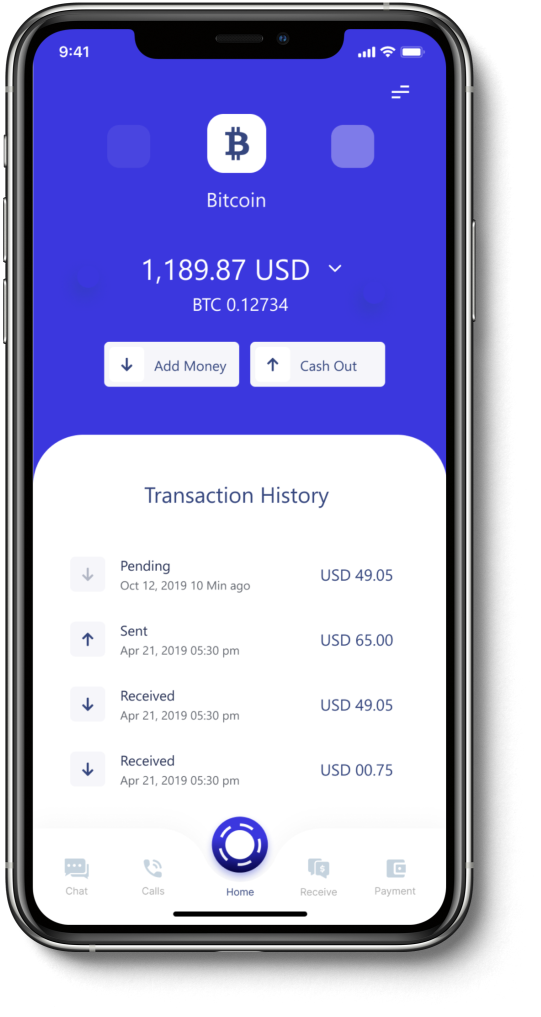 9:41
Bitcoin
1,189.87 USD
BTC 0.12734
Add Money
Cash Out
Transaction History
Pending
Oct 12, 2019 10 Min ago
USD 49.05
Sent
Apr 21, 2019 05:30 pm
USD 65.00
Received
Apr 21, 2019 05:30 pm
USD 49.05
Received
Apr 21, 2019 05:30 pm
USD 00.75
Chat
Calls
Home
Receive
Payment